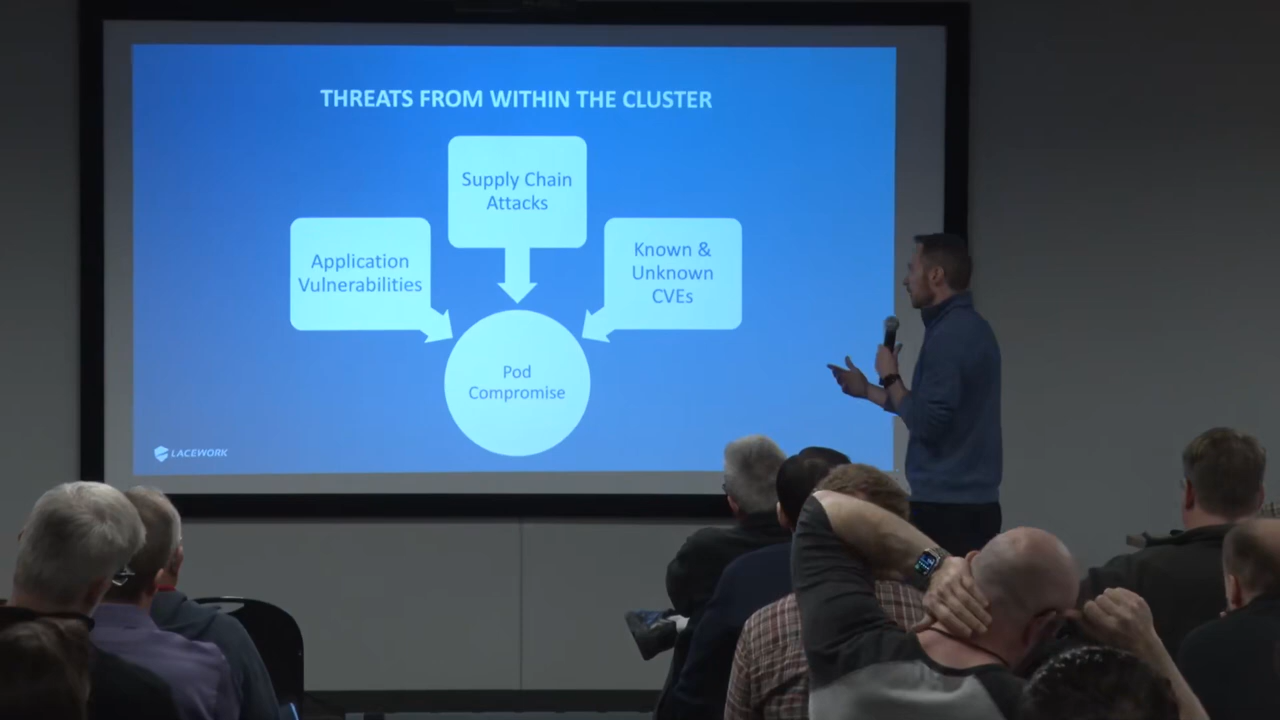 THREATS FROM WITHIN THE CLUSTER
Supply Chain
Attacks
Application
Vulnerabilities
Known &
Unknown
CVEs
Pod
Compromise
LACEWORK